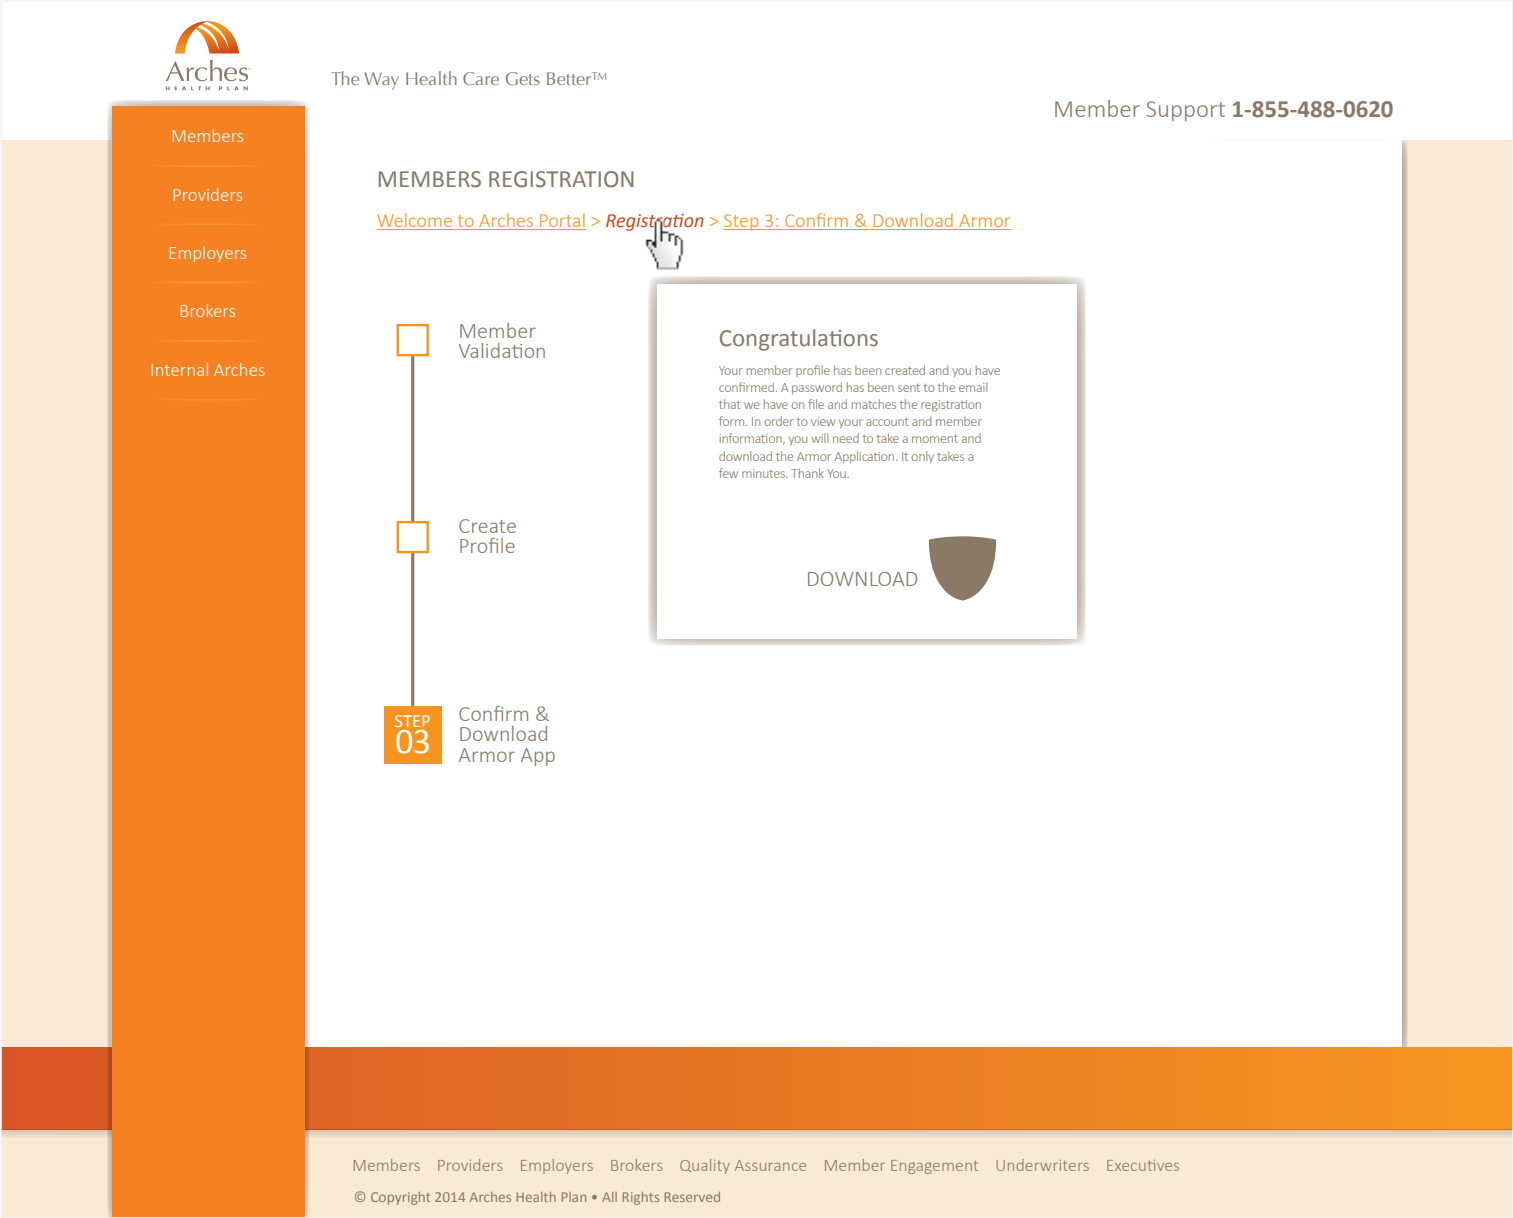 Arches
HEALTH PLAN
The Way Health Care Gets Better™
Member Support 1-855-488-0620
Members
Providers
Employers
Brokers
Internal Arches
MEMBERS REGISTRATION
Welcome to Arches Portal > Registration > Step 3: Confirm & Download Armor
Member
Validation
Create
Profile
STEP
03
Confirm &
Download
Armor App
Congratulations
Your member profile has been created and you have
confirmed. A password has been sent to the email
that we have on file and matches the registration
form. In order to view your account and member
information, you will need to take a moment and
download the Armor Application. It only takes a
few minutes. Thank You.
DOWNLOAD
Members Providers Employers Brokers Quality Assurance Member Engagement Underwriters Executives
© Copyright 2014 Arches Health Plan • All Rights Reserved